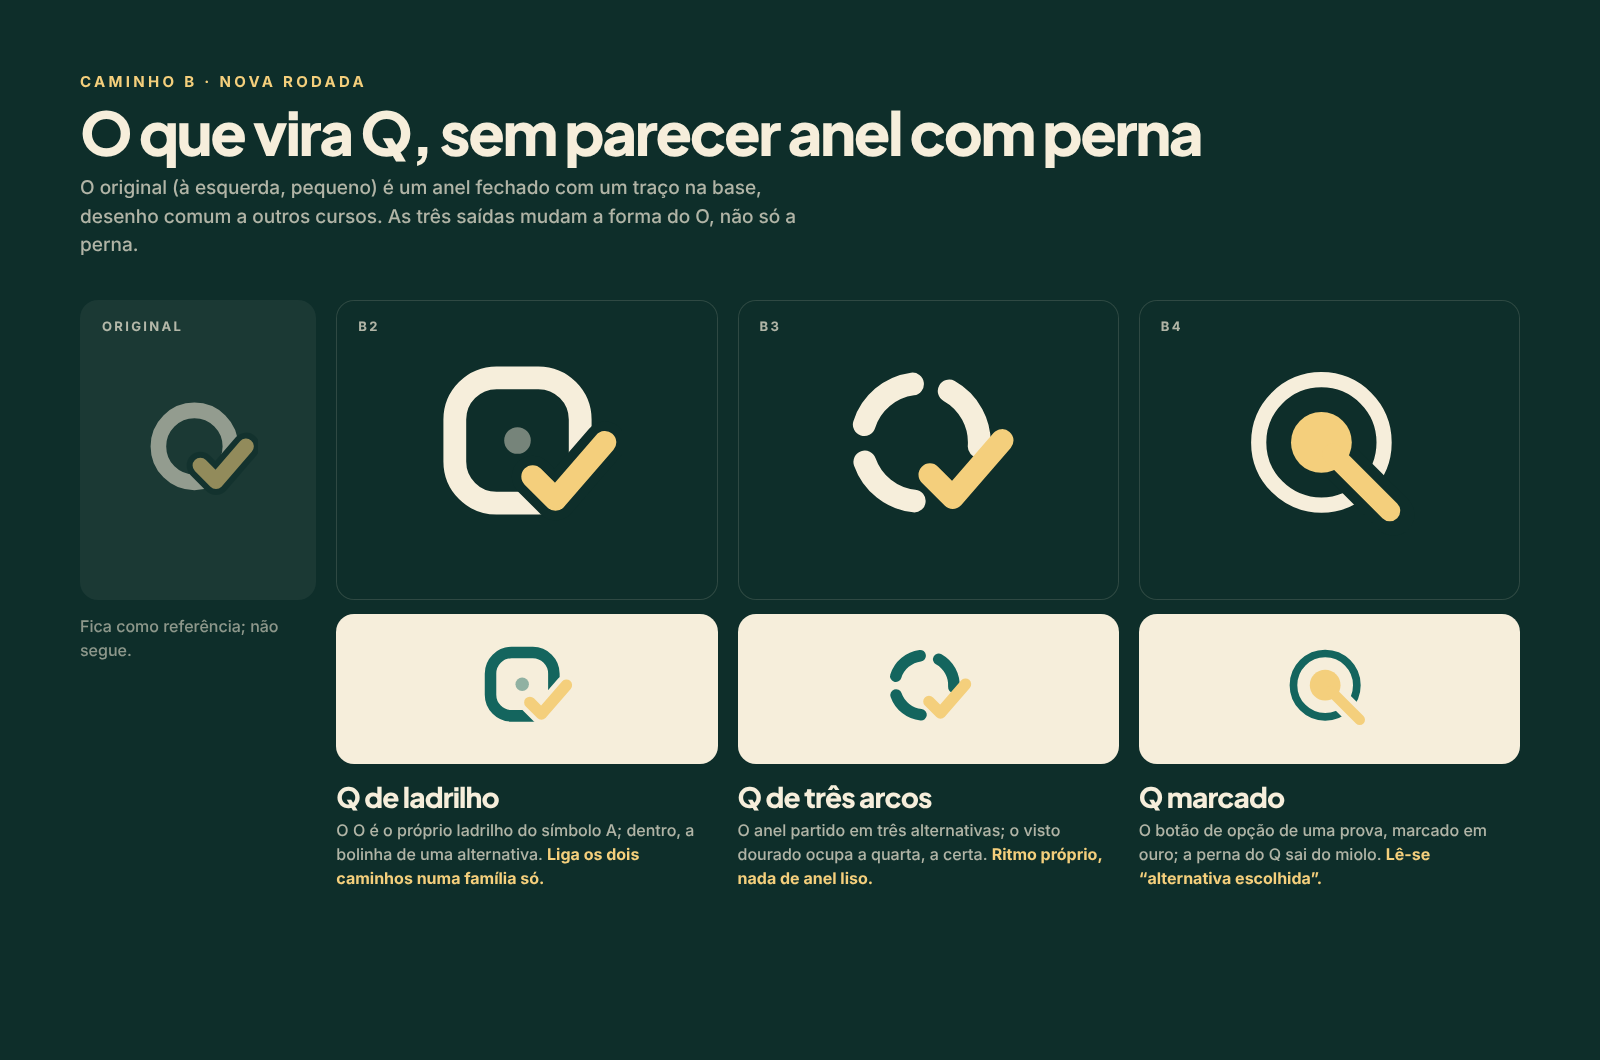 CAMINHO B · NOVA RODADA
O que vira Q, sem parecer anel com perna
O original (à esquerda, pequeno) é um anel fechado com um traço na base,
desenho comum a outros cursos. As três saídas mudam a forma do O, não só a
perna.
ORIGINAL
Fica como referência; não
segue.
B2
Q de ladrilho
O O é o próprio ladrilho do símbolo A; dentro, a
bolinha de uma alternativa. Liga os dois
caminhos numa família só.
B3
Q de três arcos
O anel partido em três alternativas; o visto
dourado ocupa a quarta, a certa. Ritmo próprio,
nada de anel liso.
B4
Q marcado
O botão de opção de uma prova, marcado em
ouro; a perna do Q sai do miolo. Lê-se
“alternativa escolhida”.